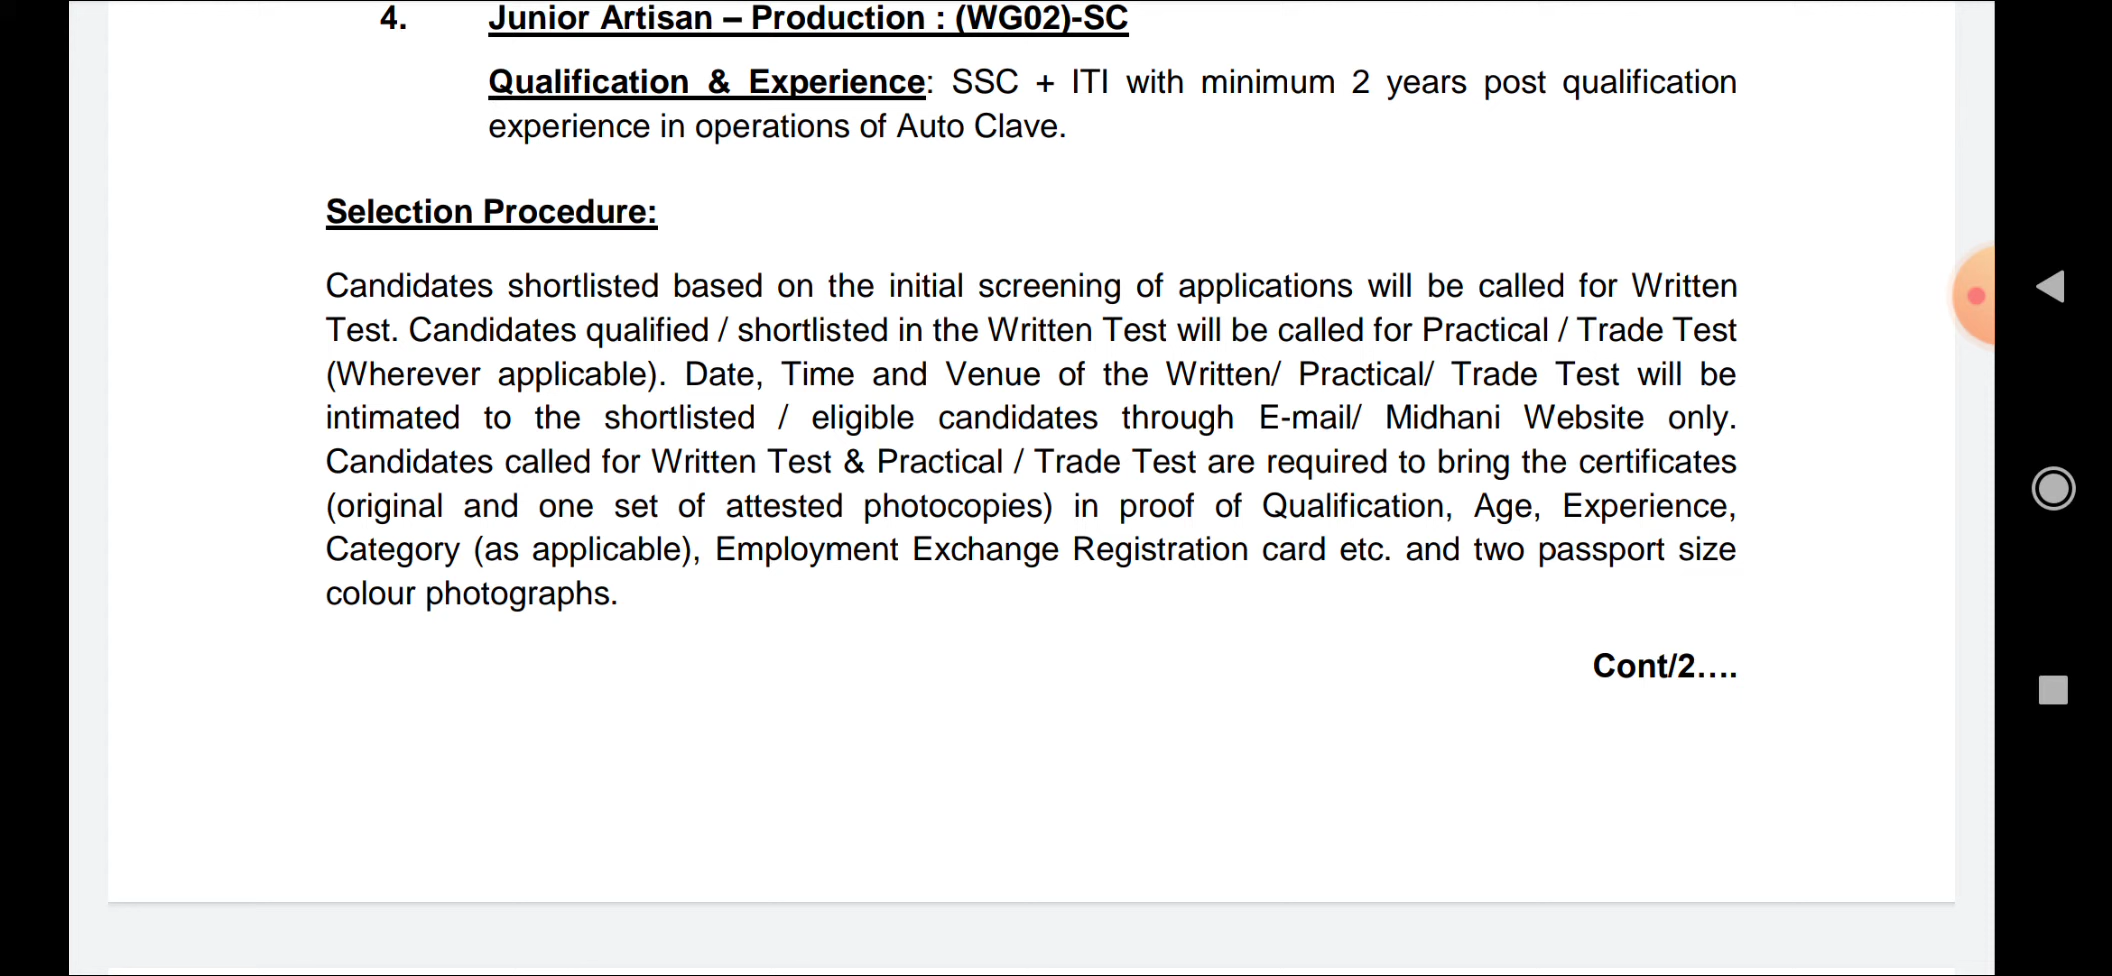 4. Junior Artisan – Production : (WG02)-SC
Qualification & Experience: SSC + ITI with minimum 2 years post qualification
experience in operations of Auto Clave.
Selection Procedure:
Candidates shortlisted based on the initial screening of applications will be called for Written
Test. Candidates qualified / shortlisted in the Written Test will be called for Practical / Trade Test
(Wherever applicable). Date, Time and Venue of the Written/ Practical/ Trade Test will be
intimated to the shortlisted / eligible candidates through E-mail/ Midhani Website only.
Candidates called for Written Test & Practical / Trade Test are required to bring the certificates
(original and one set of attested photocopies) in proof of Qualification, Age, Experience,
Category (as applicable), Employment Exchange Registration card etc. and two passport size
colour photographs.
Cont/2....